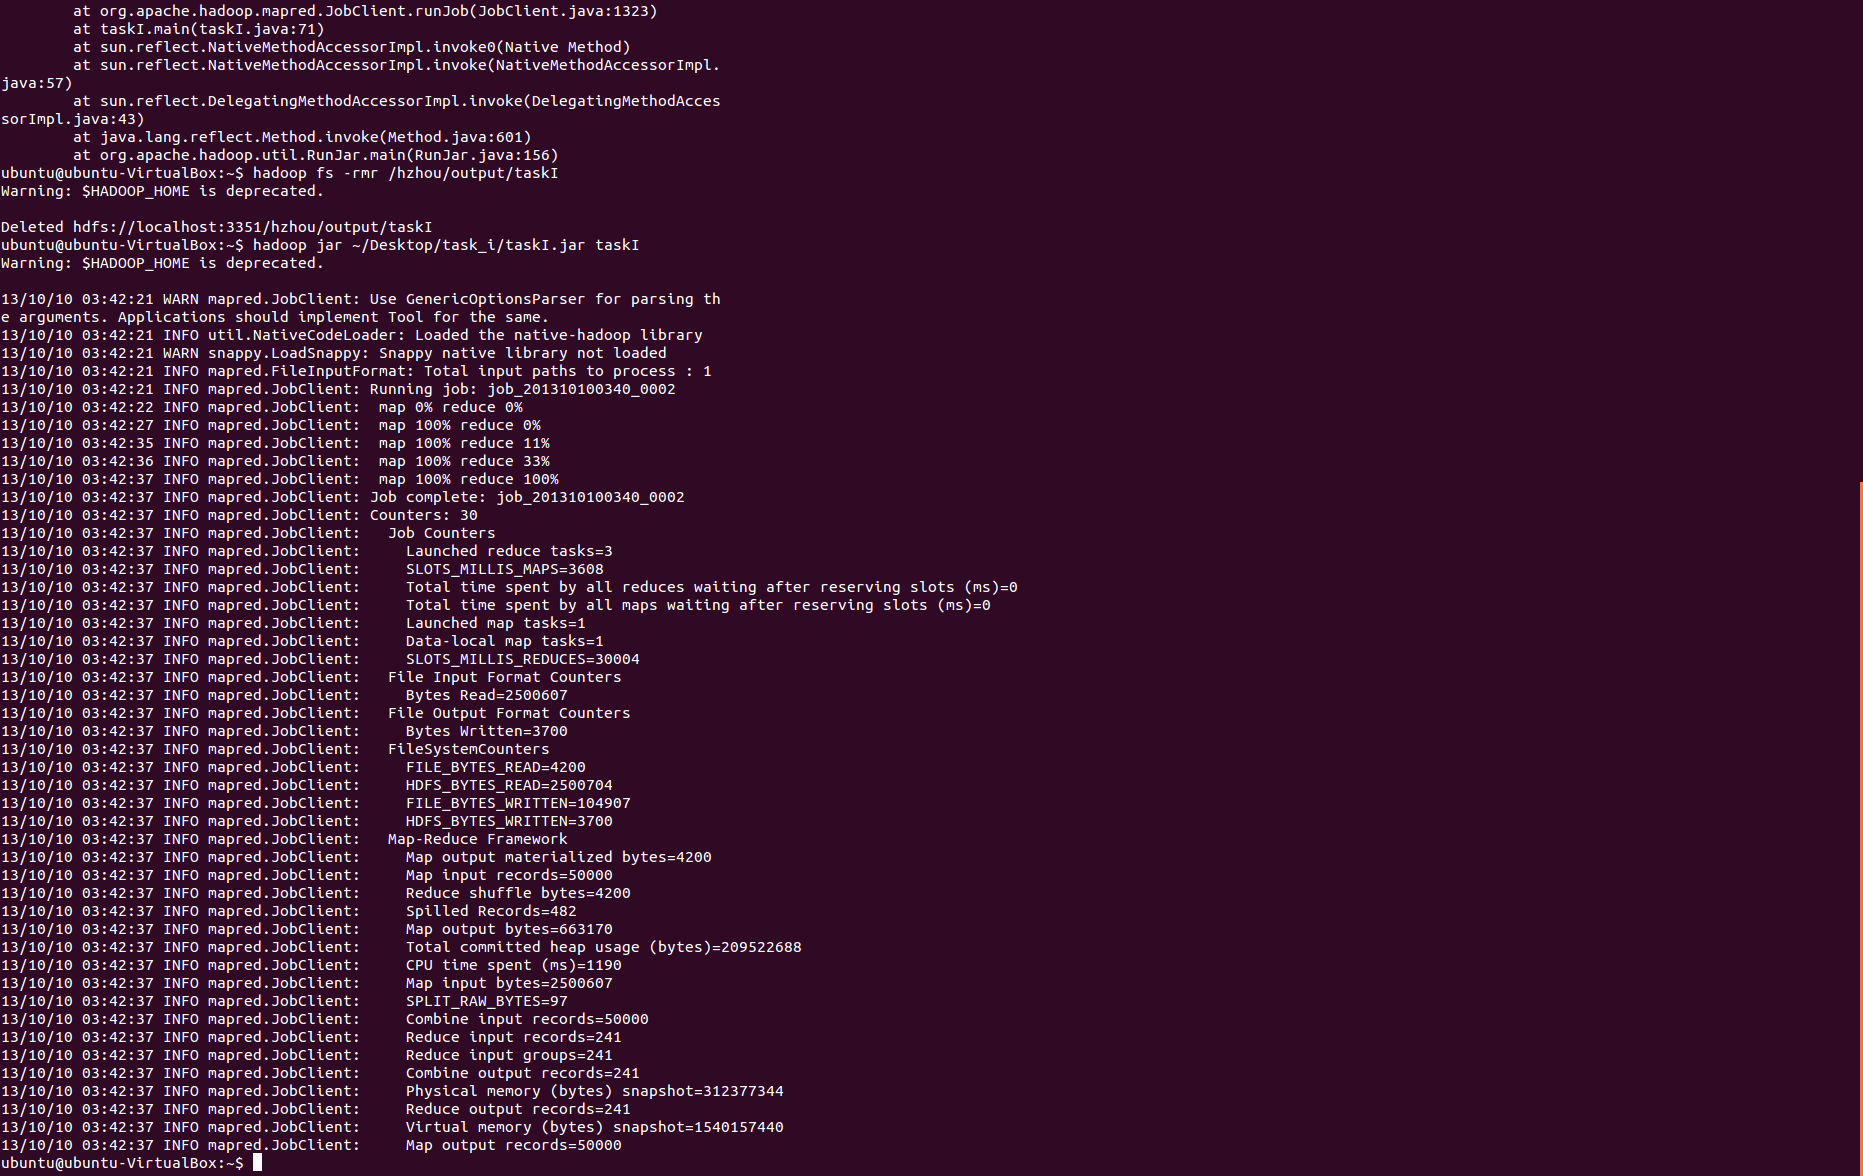 at org.apache.hadoop.mapred.JobClient.runJob(JobClient.java:1323)
        at taskI.main(taskI.java:71)
        at sun.reflect.NativeMethodAccessorImpl.invoke0(Native Method)
        at sun.reflect.NativeMethodAccessorImpl.invoke(NativeMethodAccessorImpl.
java:57)
        at sun.reflect.DelegatingMethodAccessorImpl.invoke(DelegatingMethodAcces
sorImpl.java:43)
        at java.lang.reflect.Method.invoke(Method.java:601)
        at org.apache.hadoop.util.RunJar.main(RunJar.java:156)
ubuntu@ubuntu-VirtualBox:~$ hadoop fs -rmr /hzhou/output/taskI
Warning: $HADOOP_HOME is deprecated.

Deleted hdfs://localhost:3351/hzhou/output/taskI
ubuntu@ubuntu-VirtualBox:~$ hadoop jar ~/Desktop/task_i/taskI.jar taskI
Warning: $HADOOP_HOME is deprecated.

13/10/10 03:42:21 WARN mapred.JobClient: Use GenericOptionsParser for parsing th
e arguments. Applications should implement Tool for the same.
13/10/10 03:42:21 INFO util.NativeCodeLoader: Loaded the native-hadoop library
13/10/10 03:42:21 WARN snappy.LoadSnappy: Snappy native library not loaded
13/10/10 03:42:21 INFO mapred.FileInputFormat: Total input paths to process : 1
13/10/10 03:42:21 INFO mapred.JobClient: Running job: job_201310100340_0002
13/10/10 03:42:22 INFO mapred.JobClient:  map 0% reduce 0%
13/10/10 03:42:27 INFO mapred.JobClient:  map 100% reduce 0%
13/10/10 03:42:35 INFO mapred.JobClient:  map 100% reduce 11%
13/10/10 03:42:36 INFO mapred.JobClient:  map 100% reduce 33%
13/10/10 03:42:37 INFO mapred.JobClient:  map 100% reduce 100%
13/10/10 03:42:37 INFO mapred.JobClient: Job complete: job_201310100340_0002
13/10/10 03:42:37 INFO mapred.JobClient: Counters: 30
13/10/10 03:42:37 INFO mapred.JobClient:   Job Counters
13/10/10 03:42:37 INFO mapred.JobClient:     Launched reduce tasks=3
13/10/10 03:42:37 INFO mapred.JobClient:     SLOTS_MILLIS_MAPS=3608
13/10/10 03:42:37 INFO mapred.JobClient:     Total time spent by all reduces waiting after reserving slots (ms)=0
13/10/10 03:42:37 INFO mapred.JobClient:     Total time spent by all maps waiting after reserving slots (ms)=0
13/10/10 03:42:37 INFO mapred.JobClient:     Launched map tasks=1
13/10/10 03:42:37 INFO mapred.JobClient:     Data-local map tasks=1
13/10/10 03:42:37 INFO mapred.JobClient:     SLOTS_MILLIS_REDUCES=30004
13/10/10 03:42:37 INFO mapred.JobClient:   File Input Format Counters
13/10/10 03:42:37 INFO mapred.JobClient:     Bytes Read=2500607
13/10/10 03:42:37 INFO mapred.JobClient:   File Output Format Counters
13/10/10 03:42:37 INFO mapred.JobClient:     Bytes Written=3700
13/10/10 03:42:37 INFO mapred.JobClient:   FileSystemCounters
13/10/10 03:42:37 INFO mapred.JobClient:     FILE_BYTES_READ=4200
13/10/10 03:42:37 INFO mapred.JobClient:     HDFS_BYTES_READ=2500704
13/10/10 03:42:37 INFO mapred.JobClient:     FILE_BYTES_WRITTEN=104907
13/10/10 03:42:37 INFO mapred.JobClient:     HDFS_BYTES_WRITTEN=3700
13/10/10 03:42:37 INFO mapred.JobClient:   Map-Reduce Framework
13/10/10 03:42:37 INFO mapred.JobClient:     Map output materialized bytes=4200
13/10/10 03:42:37 INFO mapred.JobClient:     Map input records=50000
13/10/10 03:42:37 INFO mapred.JobClient:     Reduce shuffle bytes=4200
13/10/10 03:42:37 INFO mapred.JobClient:     Spilled Records=482
13/10/10 03:42:37 INFO mapred.JobClient:     Map output bytes=663170
13/10/10 03:42:37 INFO mapred.JobClient:     Total committed heap usage (bytes)=209522688
13/10/10 03:42:37 INFO mapred.JobClient:     CPU time spent (ms)=1190
13/10/10 03:42:37 INFO mapred.JobClient:     Map input bytes=2500607
13/10/10 03:42:37 INFO mapred.JobClient:     SPLIT_RAW_BYTES=97
13/10/10 03:42:37 INFO mapred.JobClient:     Combine input records=50000
13/10/10 03:42:37 INFO mapred.JobClient:     Reduce input records=241
13/10/10 03:42:37 INFO mapred.JobClient:     Reduce input groups=241
13/10/10 03:42:37 INFO mapred.JobClient:     Combine output records=241
13/10/10 03:42:37 INFO mapred.JobClient:     Physical memory (bytes) snapshot=312377344
13/10/10 03:42:37 INFO mapred.JobClient:     Reduce output records=241
13/10/10 03:42:37 INFO mapred.JobClient:     Virtual memory (bytes) snapshot=1540157440
13/10/10 03:42:37 INFO mapred.JobClient:     Map output records=50000
ubuntu@ubuntu-VirtualBox:~$